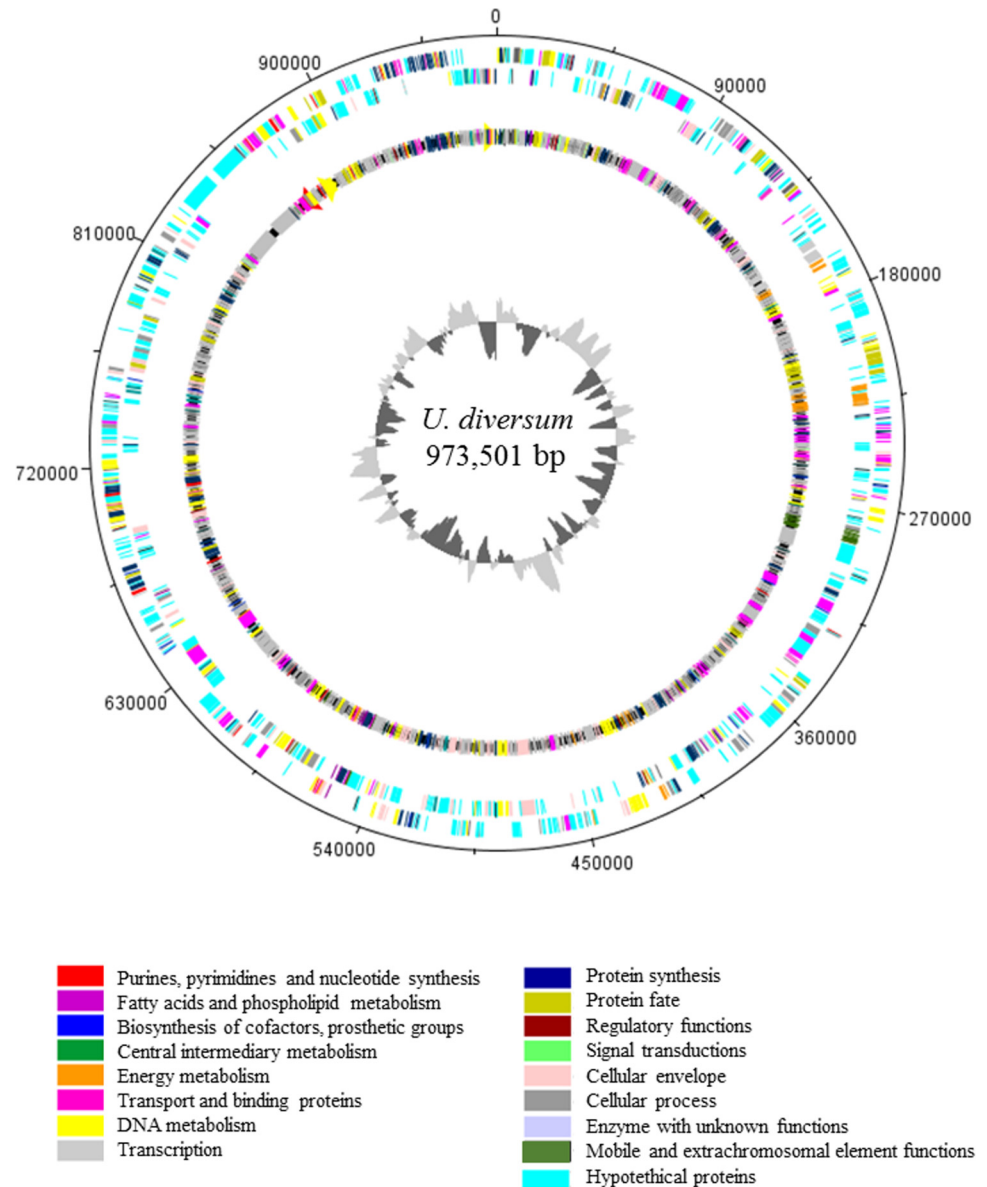 0
90000
180000
270000
360000
450000
540000
630000
720000
810000
900000
U. diversum
973,501 bp
Purines, pyrimidines and nucleotide synthesis
Fatty acids and phospholipid metabolism
Biosynthesis of cofactors, prosthetic groups
Central intermediary metabolism
Energy metabolism
Transport and binding proteins
DNA metabolism
Transcription
Protein synthesis
Protein fate
Regulatory functions
Signal transductions
Cellular envelope
Cellular process
Enzyme with unknown functions
Mobile and extrachromosomal element functions
Hypotethical proteins